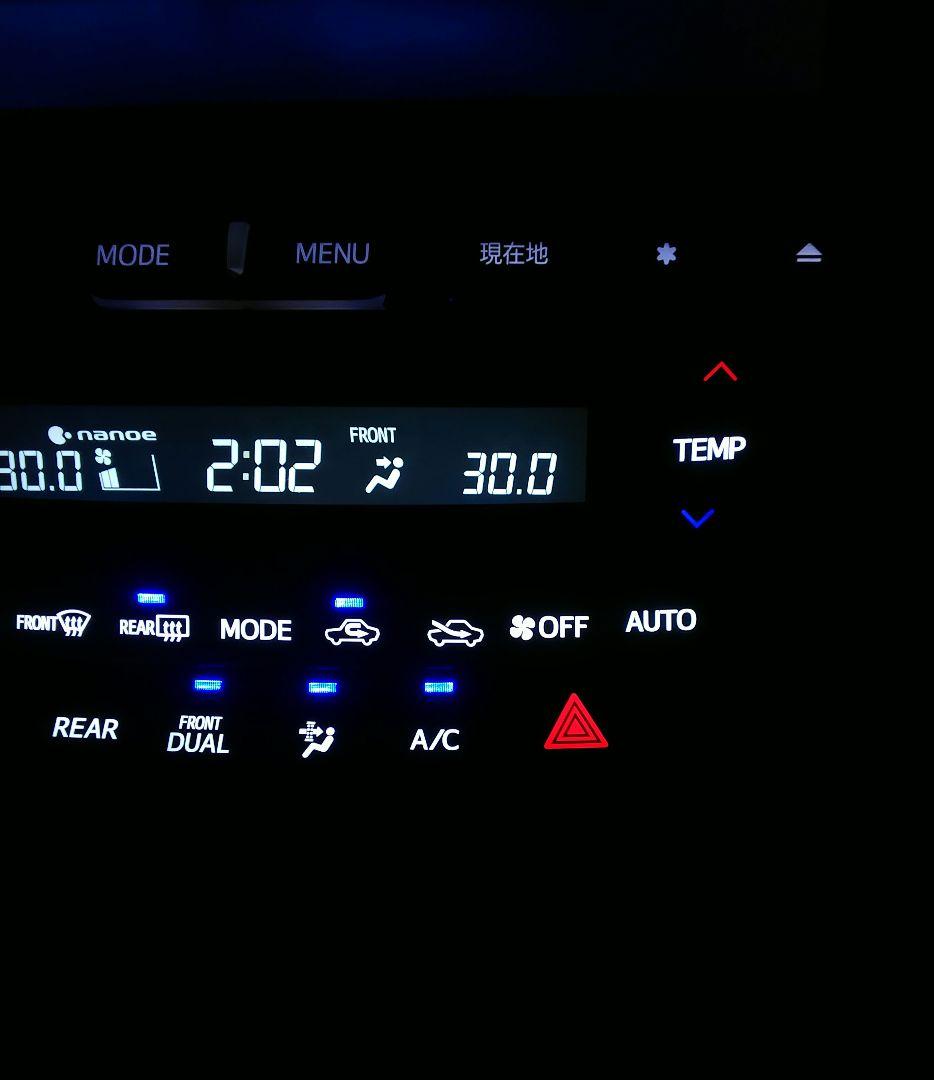 MODE MENU 現在地
nanoe FRONT
30.0 2:02 30.0 TEMP
FRONT REAR MODE OFF AUTO
REAR FRONT DUAL A/C